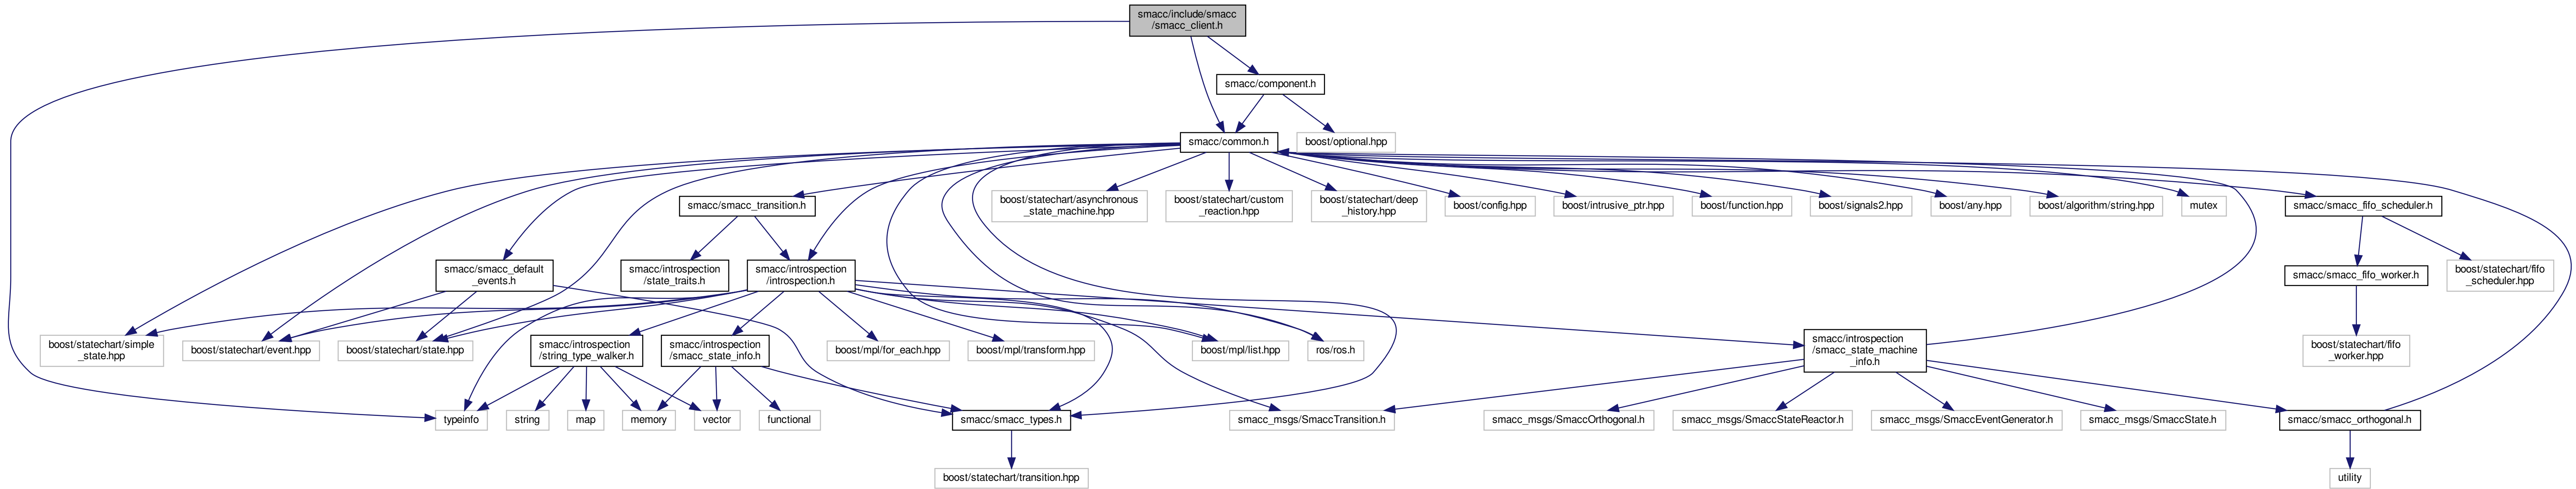 smacc/include/smacc
/smacc_client.h
smacc/component.h
smacc/common.h
boost/optional.hpp
smacc/smacc_transition.h
boost/statechart/asynchronous
_state_machine.hpp
boost/statechart/custom
_reaction.hpp
boost/statechart/deep
_history.hpp
boost/config.hpp
boost/intrusive_ptr.hpp
boost/function.hpp
boost/signals2.hpp
boost/any.hpp
boost/algorithm/string.hpp
mutex
smacc/smacc_fifo_scheduler.h
smacc/smacc_default
_events.h
smacc/introspection
/state_traits.h
smacc/introspection
/introspection.h
smacc/smacc_fifo_worker.h
boost/statechart/fifo
_scheduler.hpp
boost/statechart/simple
_state.hpp
boost/statechart/event.hpp
boost/statechart/state.hpp
smacc/introspection
/string_type_walker.h
smacc/introspection
/smacc_state_info.h
boost/mpl/for_each.hpp
boost/mpl/transform.hpp
boost/mpl/list.hpp
ros/ros.h
smacc/introspection
/smacc_state_machine
_info.h
boost/statechart/fifo
_worker.hpp
typeinfo
string
map
memory
vector
functional
smacc/smacc_types.h
smacc_msgs/SmaccTransition.h
smacc_msgs/SmaccOrthogonal.h
smacc_msgs/SmaccStateReactor.h
smacc_msgs/SmaccEventGenerator.h
smacc_msgs/SmaccState.h
smacc/smacc_orthogonal.h
boost/statechart/transition.hpp
utility